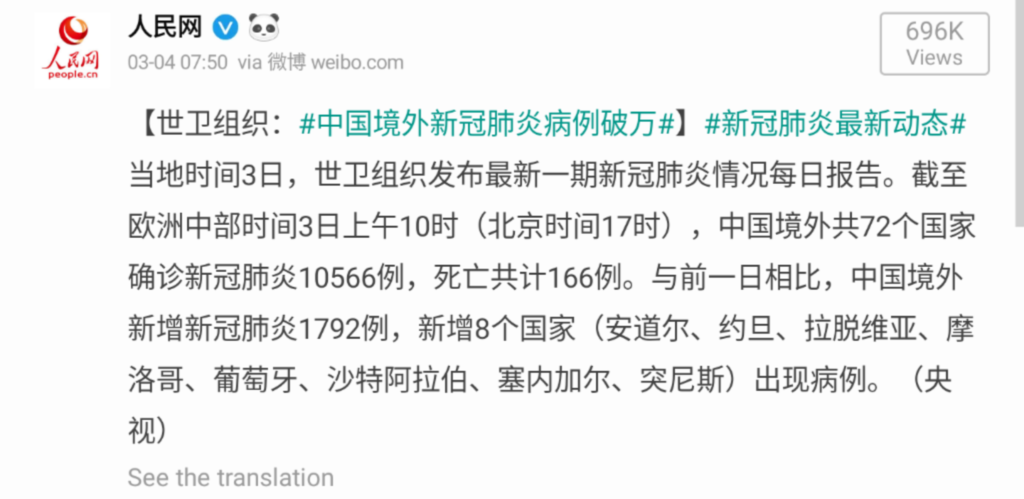 人民网
03-04 07:50 via 微博 weibo.com
696K
Views
人民网
people.cn
【世卫组织：#中国境外新冠肺炎病例破万#】#新冠肺炎最新动态#
当地时间3日，世卫组织发布最新一期新冠肺炎情况每日报告。截至
欧洲中部时间3日上午10时（北京时间17时），中国境外共72个国家
确诊新冠肺炎10566例，死亡共计166例。与前一日相比，中国境外
新增新冠肺炎1792例，新增8个国家（安道尔、约旦、拉脱维亚、摩
洛哥、葡萄牙、沙特阿拉伯、塞内加尔、突尼斯）出现病例。（央
视）
See the translation